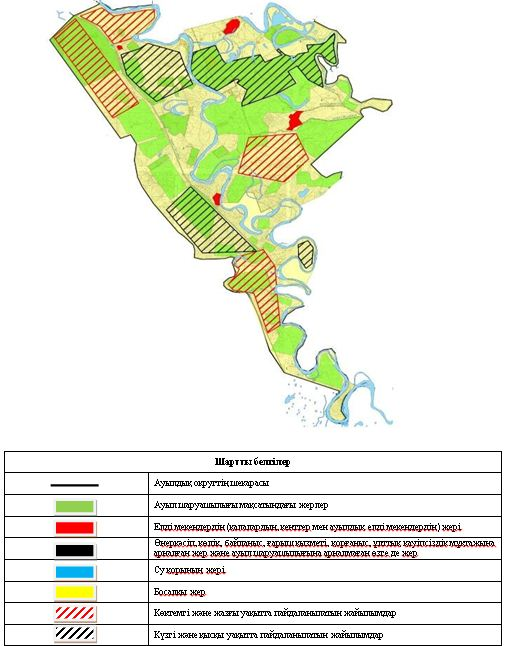 Шартты белгілер
Ауылдық округтің шекарасы
Ауыл шаруашылығы мақсатындағы жерлер
Елді мекендердің (қалалардың, кенттер мен ауылдық елді мекендердің) жері
Өнеркәсіп, көлік, байланыс, ғарыш қызметі, қорғаныс, ұлттық қауіпсіздік мұқтажына
арналған жер және ауыл шаруашылығына арналмаған өзге де жер
Су қорының жері
Босалқы жер
Көктемгі және жазғы уақытта пайдаланылатын жайылымдар
Күзгі және қысқы уақытта пайдаланылатын жайылымдар